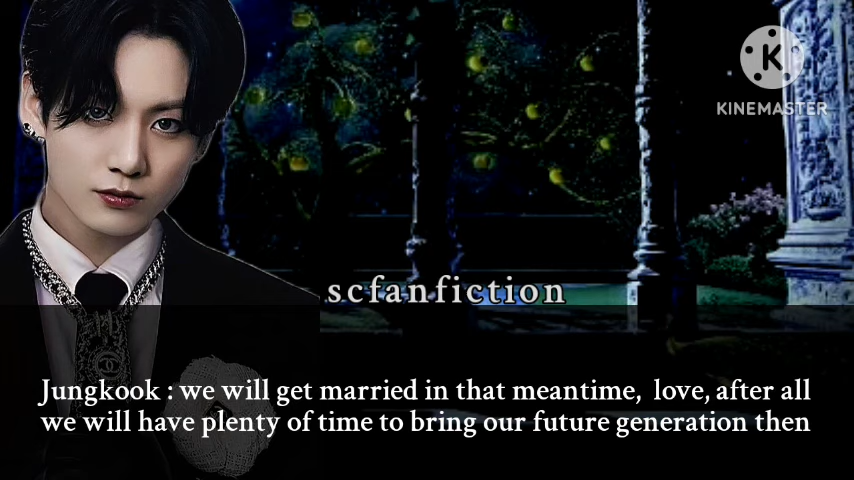 KINEMASTER
scfanfiction
Jungkook : we will get married in that meantime, love, after all
we will have plenty of time to bring our future generation then